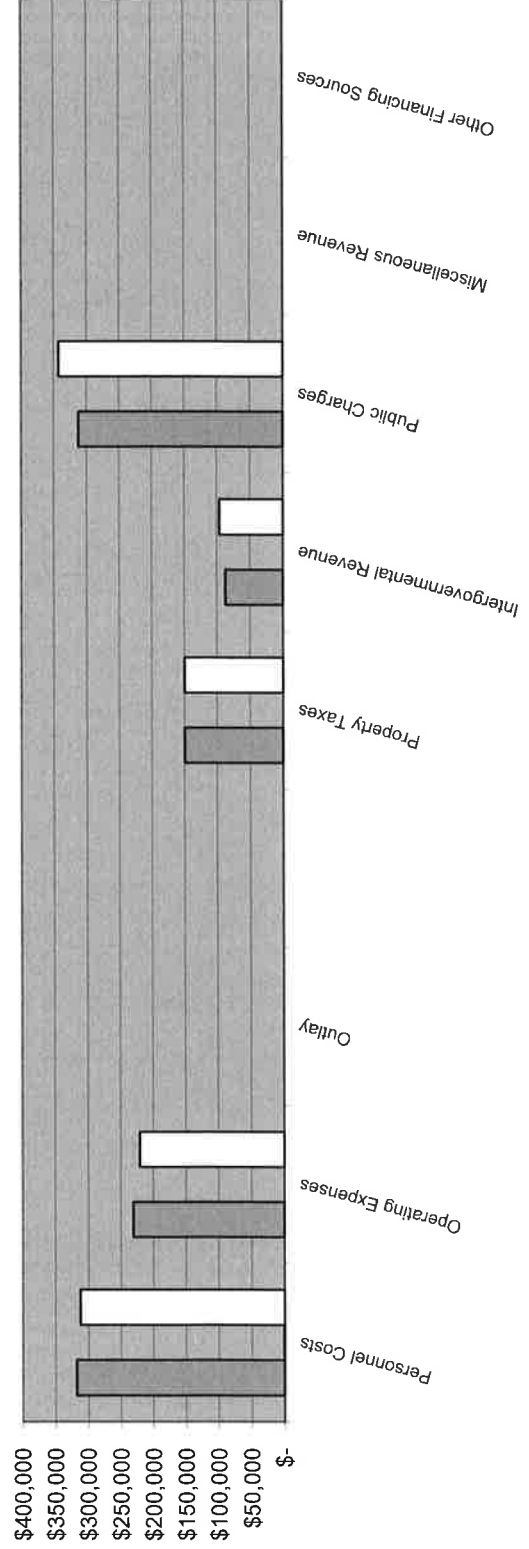 $400,000
$350,000
$300,000
$250,000
$200,000
$150,000
$100,000
$50,000
$-
Personnel Costs
Operating Expenses
Outlay
Property Taxes
Intergovernmental Revenue
Public Charges
Miscellaneous Revenue
Other Financing Sources